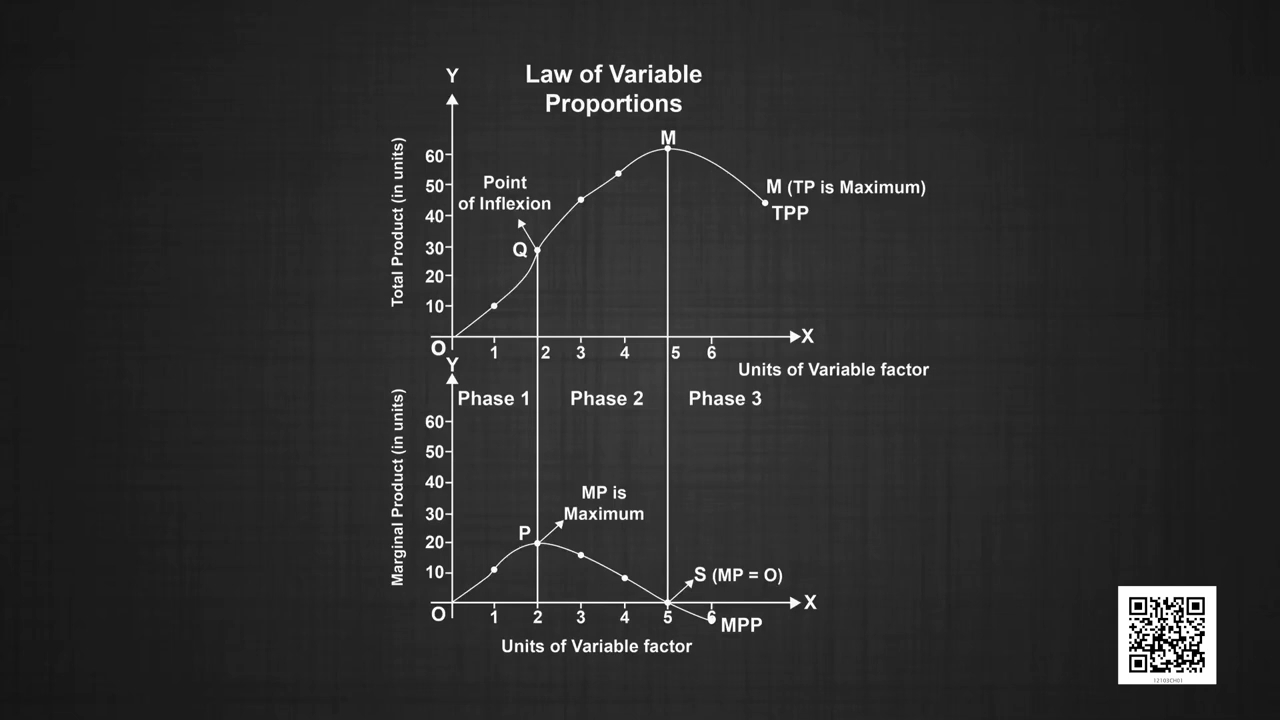 Law of Variable
Proportions
Y
Total Product (in units)
60
50
40
30
20
10
O
Point
of Inflexion
Q
M
M (TP is Maximum)
TPP
X
1 2 3 4 5 6
Units of Variable factor
Y
Phase 1 Phase 2 Phase 3
Marginal Product (in units)
60
50
40
30
20
10
O
MP is
Maximum
P
S (MP = O)
X
1 2 3 4 5 6
MPP
Units of Variable factor
12103CH01